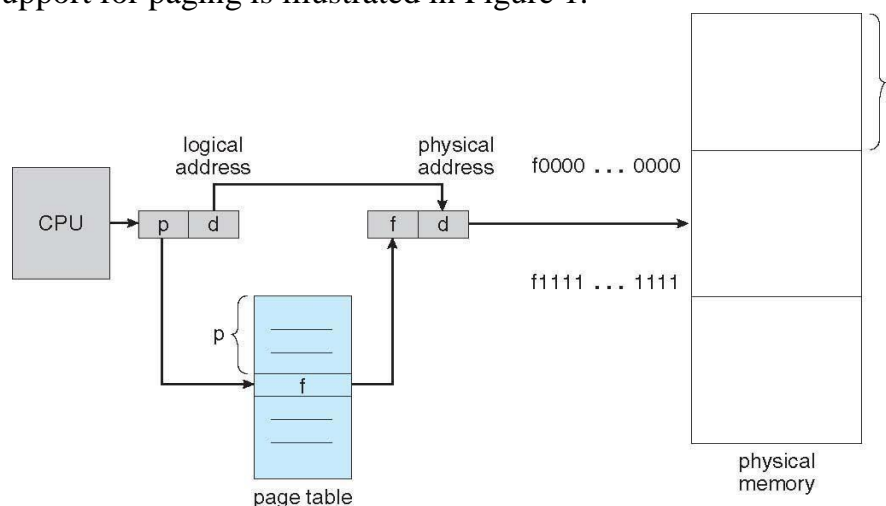 upport for paging is illustrated in Figure 1.
logical
address
physical
address
f0000 ... 0000
CPU
p d
f d
f1111 ... 1111
p
f
page table
physical
memory